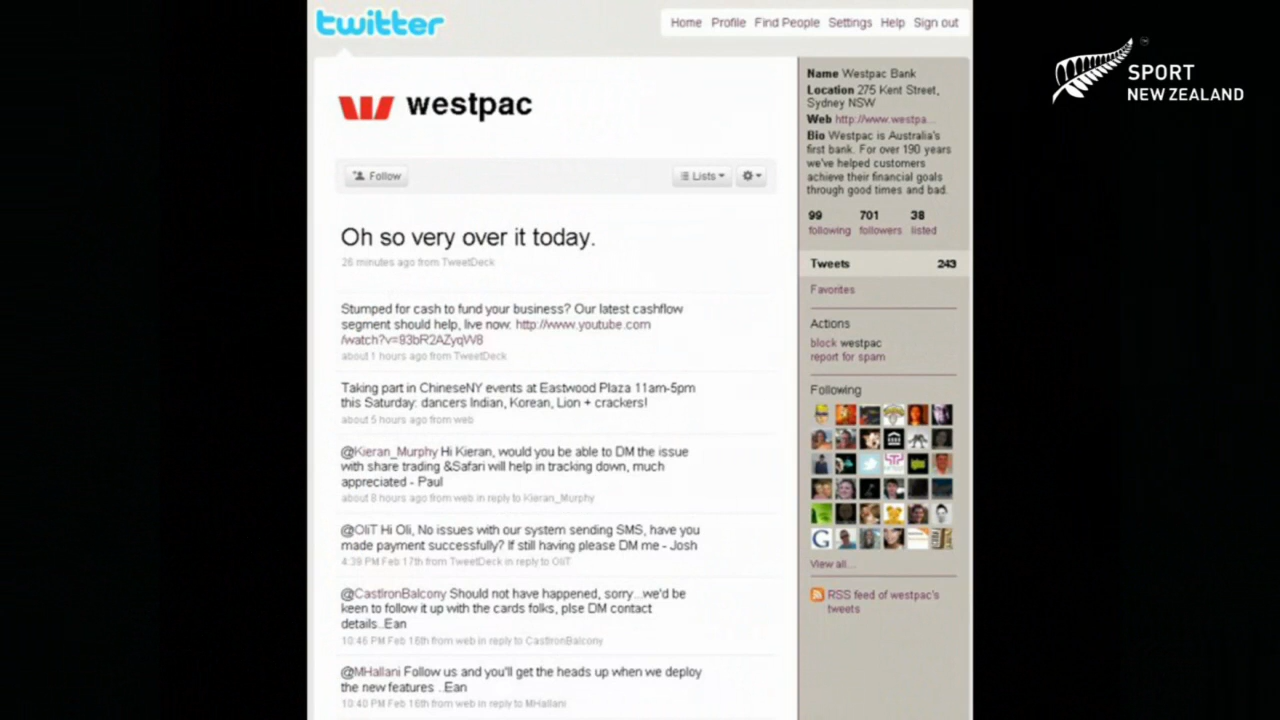 twitter
Home Profile Find People Settings Help Sign out
westpac
Follow
Lists
Oh so very over it today.
26 minutes ago from TweetDeck
Stumped for cash to fund your business? Our latest cashflow
segment should help, live now: http://www.youtube.com
/watch?v=93bR2AZyqW8
about 1 hours ago from TweetDeck
Taking part in ChineseNY events at Eastwood Plaza 11am-5pm
this Saturday: dancers Indian, Korean, Lion + crackers!
about 5 hours ago from web
@Kieran_Murphy Hi Kieran, would you be able to DM the issue
with share trading &Safari will help in tracking down, much
appreciated - Paul
about 8 hours ago from web in reply to Kieran_Murphy
@OliT Hi Oli, No issues with our system sending SMS, have you
made payment successfully? If still having please DM me - Josh
4:39 PM Feb 17th from TweetDeck in reply to OliT
@CastIronBalcony Should not have happened, sorry...we'd be
keen to follow it up with the cards folks, plse DM contact
details..Ean
10:46 PM Feb 16th from web in reply to CastIronBalcony
@MHallani Follow us and you'll get the heads up when we deploy
the new features ..Ean
10:40 PM Feb 16th from web in reply to MHallani
Name Westpac Bank
Location 275 Kent Street,
Sydney NSW
Web http://www.westpa...
Bio Westpac is Australia's
first bank. For over 190 years
we've helped customers
achieve their financial goals
through good times and bad.
99 701 38
following followers listed
Tweets 243
Favorites
Actions
block westpac
report for spam
Following
View all...
RSS feed of westpac's
tweets
SPORT
NEW ZEALAND